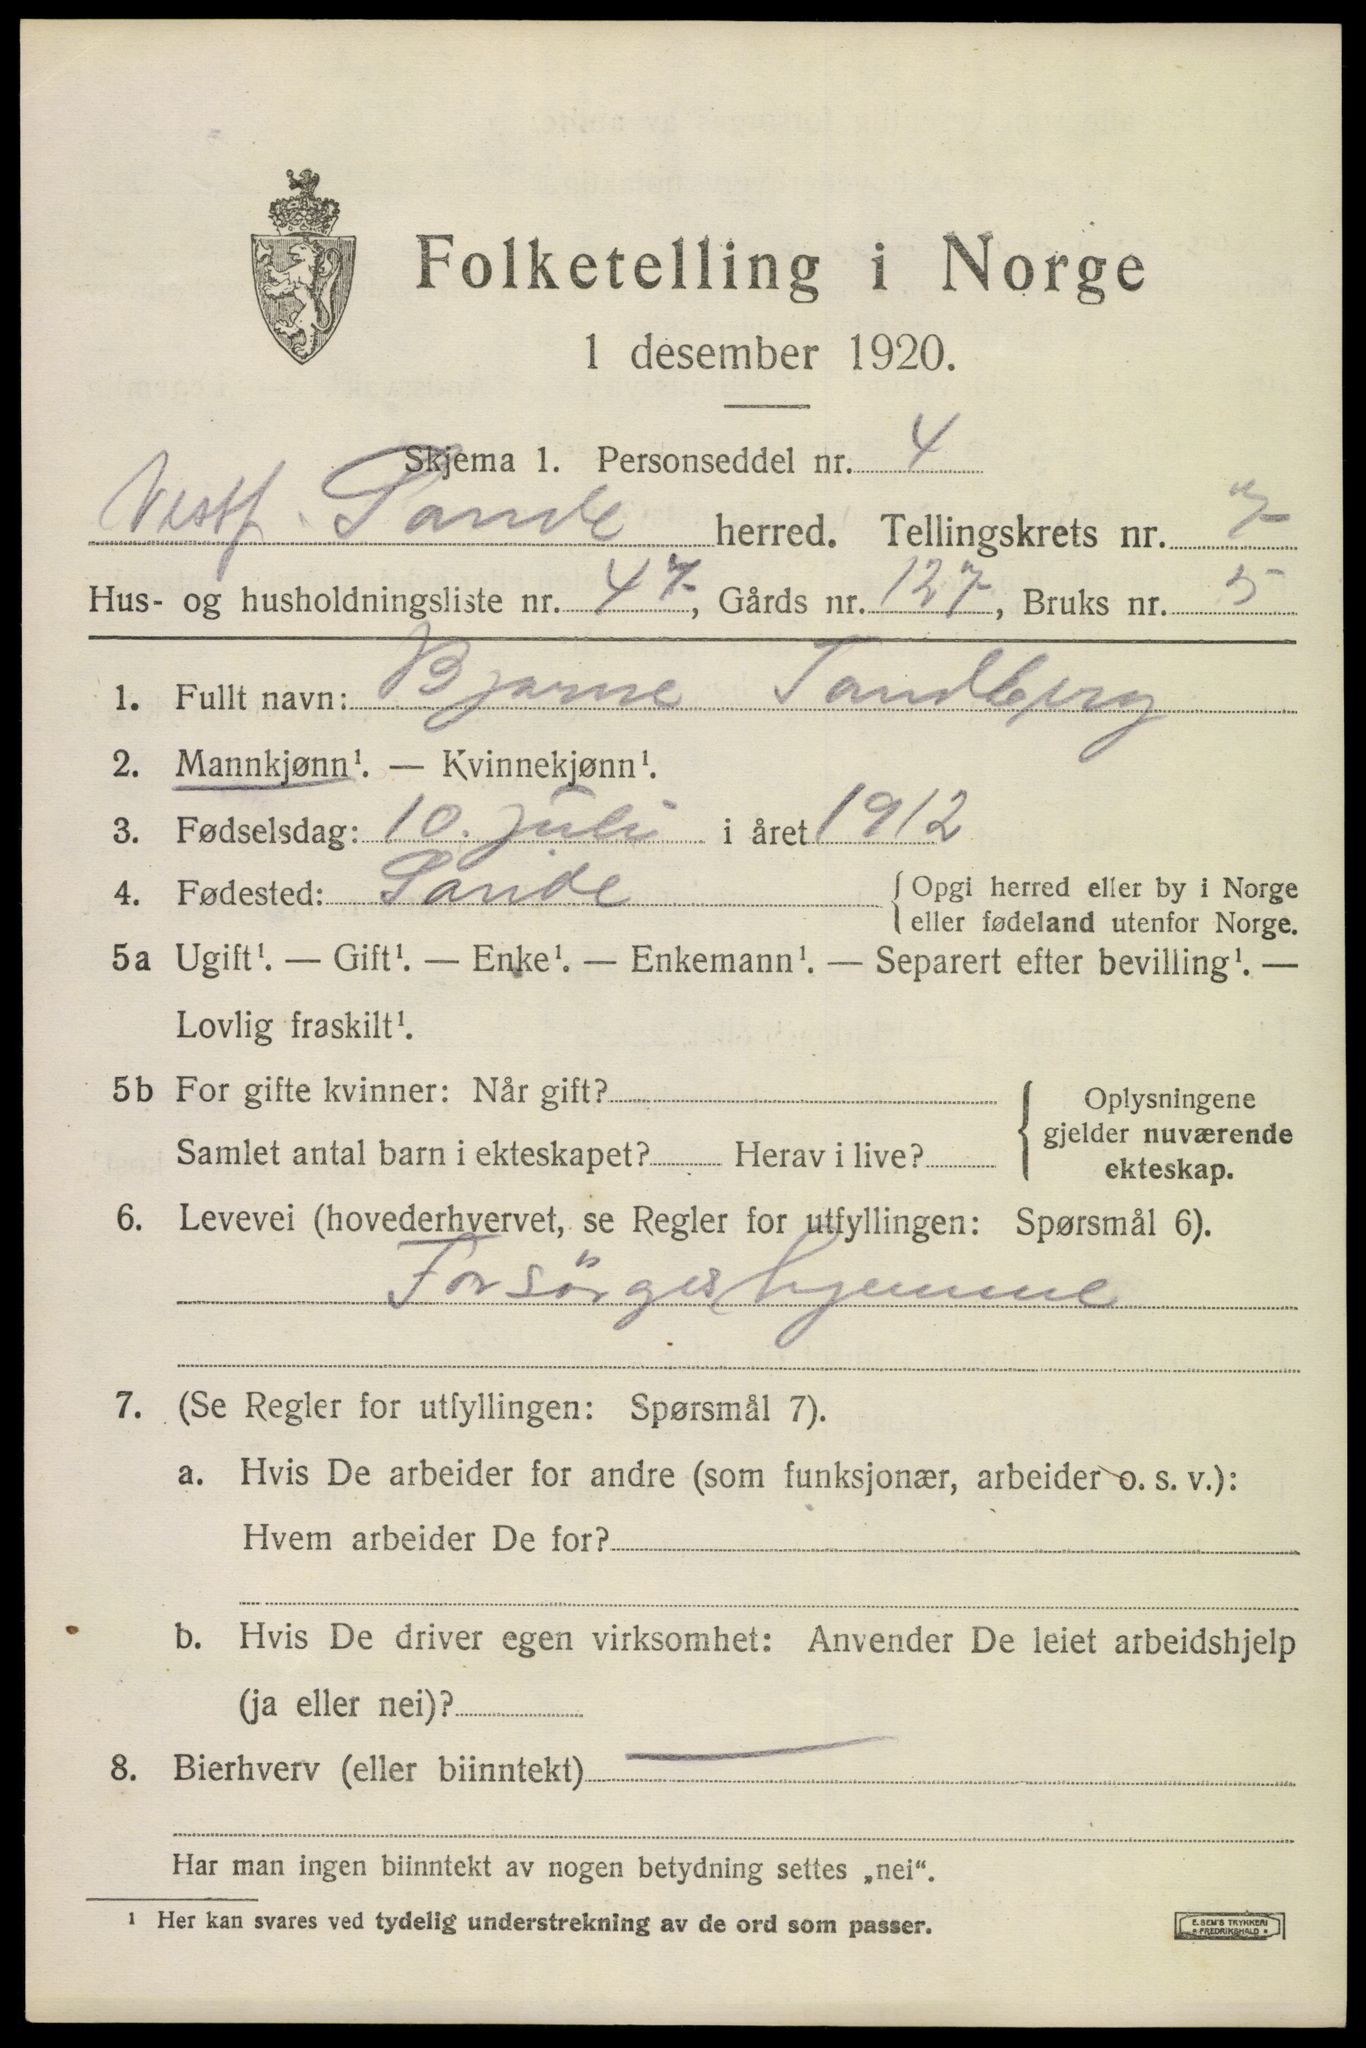 Folketelling i Norge
1 desember 1920.
Skjema 1. Personseddel nr. 4
Vestf. Sande herred. Tellingskrets nr. 7
Hus- og husholdningsliste nr. 47, Gårds nr. 127, Bruks nr. 5
1. Fullt navn: Bjarne Sandberg
2. Mannkjønn¹. — Kvinnekjønn¹.
3. Fødselsdag: 10. juli i året 1912
4. Fødested: Sande { Opgi herred eller by i Norge
eller fødeland utenfor Norge.
5a Ugift¹. — Gift¹. — Enke¹. — Enkemann¹. — Separert efter bevilling¹. —
Lovlig fraskilt¹.
5b For gifte kvinner: Når gift?
Samlet antal barn i ekteskapet? Herav i live?
Oplysningene
gjelder nuværende
ekteskap.
6. Levevei (hovederhvervet, se Regler for utfyllingen: Spørsmål 6).
Forsörges hjemme
7. (Se Regler for utfyllingen: Spørsmål 7).
a. Hvis De arbeider for andre (som funksjonær, arbeider o. s. v.):
Hvem arbeider De for?
b. Hvis De driver egen virksomhet: Anvender De leiet arbeidshjelp
(ja eller nei)?
8. Bierhverv (eller biinntekt) —
Har man ingen biinntekt av nogen betydning settes „nei“.
¹ Her kan svares ved tydelig understrekning av de ord som passer.
E. SEM'S TRYKKERI
FREDRIKSHALD